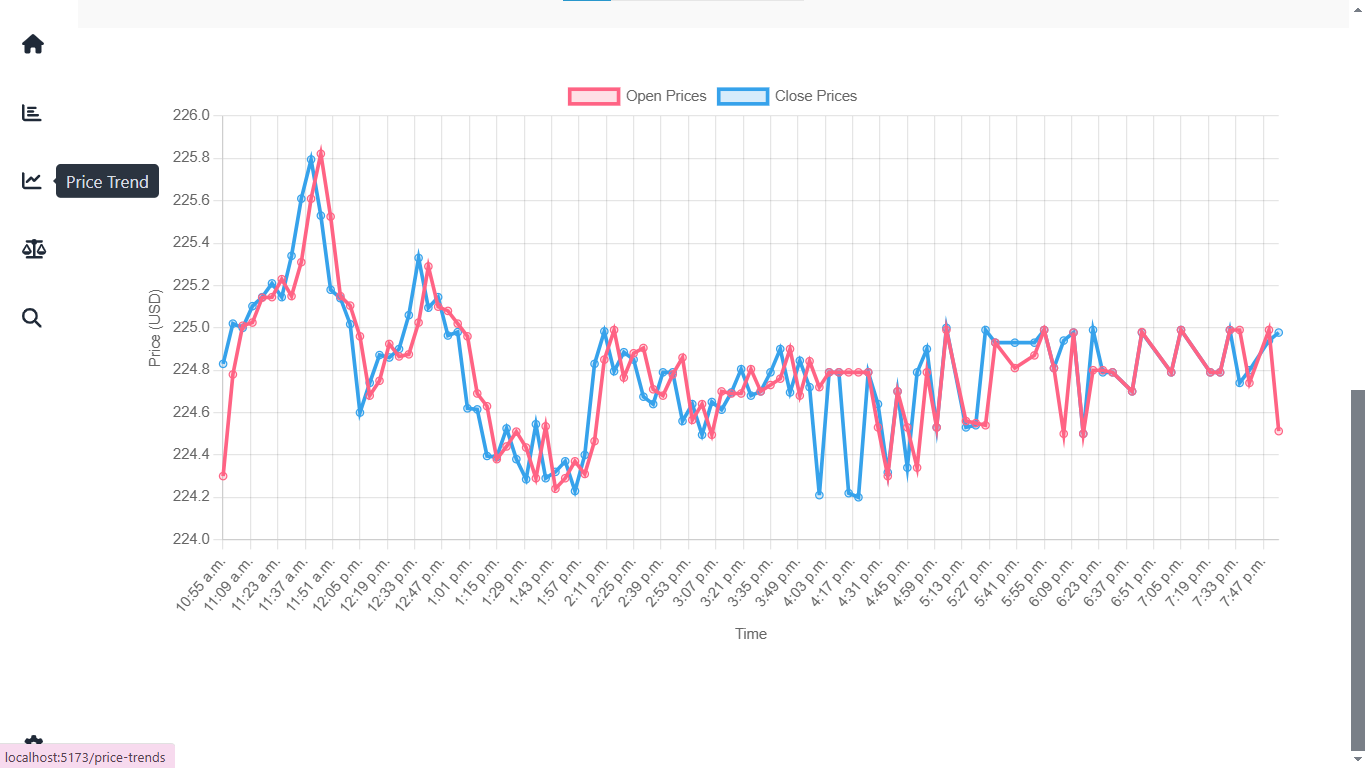 Open Prices Close Prices
226.0
225.8
225.6
225.4
225.2
225.0
224.8
224.6
224.4
224.2
224.0
Price (USD)
10:55 a.m. 11:09 a.m. 11:23 a.m. 11:37 a.m. 11:51 a.m. 12:05 p.m. 12:19 p.m. 12:33 p.m. 12:47 p.m. 1:01 p.m. 1:15 p.m. 1:29 p.m. 1:43 p.m. 1:57 p.m. 2:11 p.m. 2:25 p.m. 2:39 p.m. 2:53 p.m. 3:07 p.m. 3:21 p.m. 3:35 p.m. 3:49 p.m. 4:03 p.m. 4:17 p.m. 4:31 p.m. 4:45 p.m. 4:59 p.m. 5:13 p.m. 5:27 p.m. 5:41 p.m. 5:55 p.m. 6:09 p.m. 6:23 p.m. 6:37 p.m. 6:51 p.m. 7:05 p.m. 7:19 p.m. 7:33 p.m. 7:47 p.m.
Time
Price Trend
localhost:5173/price-trends